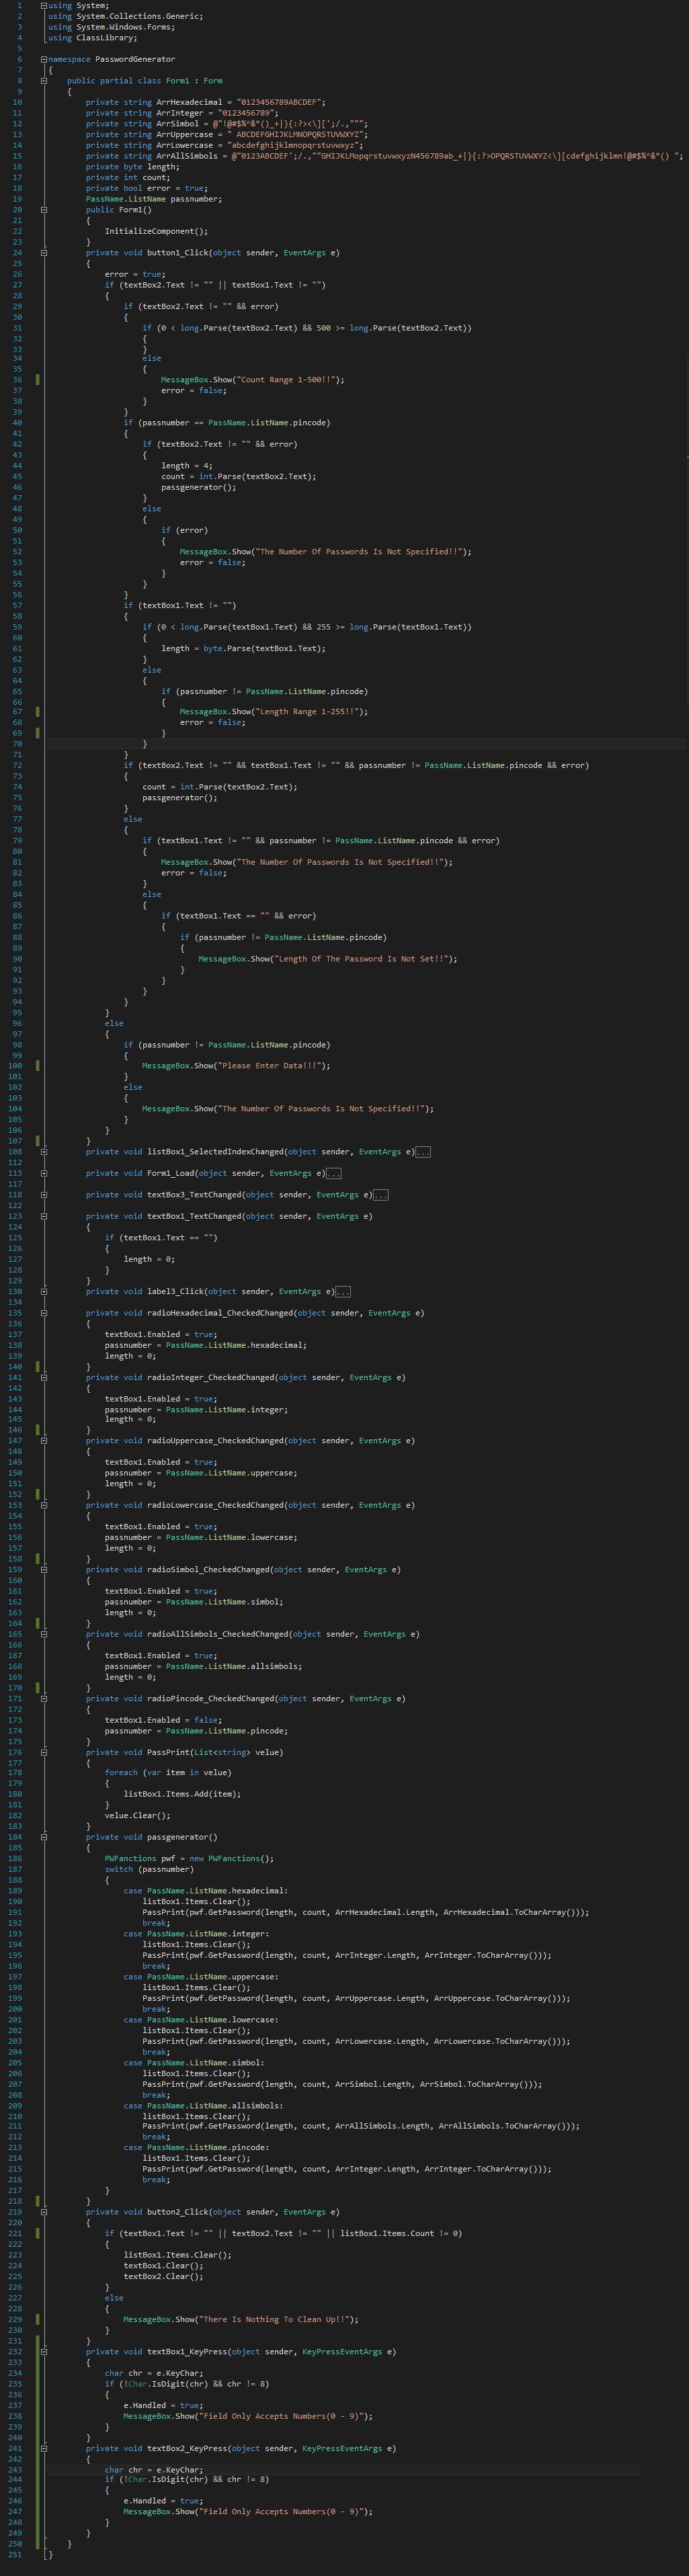 1 using System;
2 using System.Collections.Generic;
3 using System.Windows.Forms;
4 using ClassLibrary;
5
6 namespace PasswordGenerator
7 {
8 public partial class Form1 : Form
9 {
10 private string ArrHexadecimal = "0123456789ABCDEF";
11 private string ArrInteger = "0123456789";
12 private string ArrSimbol = @"!@#$%^&*()_+|}{:?><\][';/.,""";
13 private string ArrUppercase = " ABCDEFGHIJKLMNOPQRSTUVWXYZ";
14 private string ArrLowercase = "abcdefghijklmnopqrstuvwxyz";
15 private string ArrAllSimbols = @"0123ABCDEF';/.,""GHIJKLMopqrstuvwxyzN456789ab_+|}{:?>OPQRSTUVWXYZ<\][cdefghijklmn!@#$%^&*() ";
16 private byte length;
17 private int count;
18 private bool error = true;
19 PassName.ListName passnumber;
20 public Form1()
21 {
22 InitializeComponent();
23 }
24 private void button1_Click(object sender, EventArgs e)
25 {
26 error = true;
27 if (textBox2.Text != "" || textBox1.Text != "")
28 {
29 if (textBox2.Text != "" && error)
30 {
31 if (0 < long.Parse(textBox2.Text) && 500 >= long.Parse(textBox2.Text))
32 {
33 }
34 else
35 {
36 MessageBox.Show("Count Range 1-500!!");
37 error = false;
38 }
39 }
40 if (passnumber == PassName.ListName.pincode)
41 {
42 if (textBox2.Text != "" && error)
43 {
44 length = 4;
45 count = int.Parse(textBox2.Text);
46 passgenerator();
47 }
48 else
49 {
50 if (error)
51 {
52 MessageBox.Show("The Number Of Passwords Is Not Specified!!");
53 error = false;
54 }
55 }
56 }
57 if (textBox1.Text != "")
58 {
59 if (0 < long.Parse(textBox1.Text) && 255 >= long.Parse(textBox1.Text))
60 {
61 length = byte.Parse(textBox1.Text);
62 }
63 else
64 {
65 if (passnumber != PassName.ListName.pincode)
66 {
67 MessageBox.Show("Length Range 1-255!!");
68 error = false;
69 }
70 }
71 }
72 if (textBox2.Text != "" && textBox1.Text != "" && passnumber != PassName.ListName.pincode && error)
73 {
74 count = int.Parse(textBox2.Text);
75 passgenerator();
76 }
77 else
78 {
79 if (textBox1.Text != "" && passnumber != PassName.ListName.pincode && error)
80 {
81 MessageBox.Show("The Number Of Passwords Is Not Specified!!");
82 error = false;
83 }
84 else
85 {
86 if (textBox1.Text == "" && error)
87 {
88 if (passnumber != PassName.ListName.pincode)
89 {
90 MessageBox.Show("Length Of The Password Is Not Set!!");
91 }
92 }
93 }
94 }
95 }
96 else
97 {
98 if (passnumber != PassName.ListName.pincode)
99 {
100 MessageBox.Show("Please Enter Data!!!");
101 }
102 else
103 {
104 MessageBox.Show("The Number Of Passwords Is Not Specified!!");
105 }
106 }
107 }
108 private void listBox1_SelectedIndexChanged(object sender, EventArgs e)...
112
113 private void Form1_Load(object sender, EventArgs e)...
117
118 private void textBox3_TextChanged(object sender, EventArgs e)...
122
123 private void textBox1_TextChanged(object sender, EventArgs e)
124 {
125 if (textBox1.Text == "")
126 {
127 length = 0;
128 }
129 }
130 private void label3_Click(object sender, EventArgs e)...
134
135 private void radioHexadecimal_CheckedChanged(object sender, EventArgs e)
136 {
137 textBox1.Enabled = true;
138 passnumber = PassName.ListName.hexadecimal;
139 length = 0;
140 }
141 private void radioInteger_CheckedChanged(object sender, EventArgs e)
142 {
143 textBox1.Enabled = true;
144 passnumber = PassName.ListName.integer;
145 length = 0;
146 }
147 private void radioUppercase_CheckedChanged(object sender, EventArgs e)
148 {
149 textBox1.Enabled = true;
150 passnumber = PassName.ListName.uppercase;
151 length = 0;
152 }
153 private void radioLowercase_CheckedChanged(object sender, EventArgs e)
154 {
155 textBox1.Enabled = true;
156 passnumber = PassName.ListName.lowercase;
157 length = 0;
158 }
159 private void radioSimbol_CheckedChanged(object sender, EventArgs e)
160 {
161 textBox1.Enabled = true;
162 passnumber = PassName.ListName.simbol;
163 length = 0;
164 }
165 private void radioAllSimbols_CheckedChanged(object sender, EventArgs e)
166 {
167 textBox1.Enabled = true;
168 passnumber = PassName.ListName.allsimbols;
169 length = 0;
170 }
171 private void radioPincode_CheckedChanged(object sender, EventArgs e)
172 {
173 textBox1.Enabled = false;
174 passnumber = PassName.ListName.pincode;
175 }
176 private void PassPrint(List<string> velue)
177 {
178 foreach (var item in velue)
179 {
180 listBox1.Items.Add(item);
181 }
182 velue.Clear();
183 }
184 private void passgenerator()
185 {
186 PWFanctions pwf = new PWFanctions();
187 switch (passnumber)
188 {
189 case PassName.ListName.hexadecimal:
190 listBox1.Items.Clear();
191 PassPrint(pwf.GetPassword(length, count, ArrHexadecimal.Length, ArrHexadecimal.ToCharArray()));
192 break;
193 case PassName.ListName.integer:
194 listBox1.Items.Clear();
195 PassPrint(pwf.GetPassword(length, count, ArrInteger.Length, ArrInteger.ToCharArray()));
196 break;
197 case PassName.ListName.uppercase:
198 listBox1.Items.Clear();
199 PassPrint(pwf.GetPassword(length, count, ArrUppercase.Length, ArrUppercase.ToCharArray()));
200 break;
201 case PassName.ListName.lowercase:
202 listBox1.Items.Clear();
203 PassPrint(pwf.GetPassword(length, count, ArrLowercase.Length, ArrLowercase.ToCharArray()));
204 break;
205 case PassName.ListName.simbol:
206 listBox1.Items.Clear();
207 PassPrint(pwf.GetPassword(length, count, ArrSimbol.Length, ArrSimbol.ToCharArray()));
208 break;
209 case PassName.ListName.allsimbols:
210 listBox1.Items.Clear();
211 PassPrint(pwf.GetPassword(length, count, ArrAllSimbols.Length, ArrAllSimbols.ToCharArray()));
212 break;
213 case PassName.ListName.pincode:
214 listBox1.Items.Clear();
215 PassPrint(pwf.GetPassword(length, count, ArrInteger.Length, ArrInteger.ToCharArray()));
216 break;
217 }
218 }
219 private void button2_Click(object sender, EventArgs e)
220 {
221 if (textBox1.Text != "" || textBox2.Text != "" || listBox1.Items.Count != 0)
222 {
223 listBox1.Items.Clear();
224 textBox1.Clear();
225 textBox2.Clear();
226 }
227 else
228 {
229 MessageBox.Show("There Is Nothing To Clean Up!!");
230 }
231 }
232 private void textBox1_KeyPress(object sender, KeyPressEventArgs e)
233 {
234 char chr = e.KeyChar;
235 if (!Char.IsDigit(chr) && chr != 8)
236 {
237 e.Handled = true;
238 MessageBox.Show("Field Only Accepts Numbers(0 - 9)");
239 }
240 }
241 private void textBox2_KeyPress(object sender, KeyPressEventArgs e)
242 {
243 char chr = e.KeyChar;
244 if (!Char.IsDigit(chr) && chr != 8)
245 {
246 e.Handled = true;
247 MessageBox.Show("Field Only Accepts Numbers(0 - 9)");
248 }
249 }
250 }
251 }